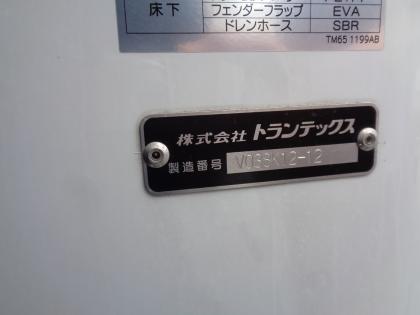 床下
フェンダーフラップ EVA
ドレンホース SBR
TM65 1199AB
株式会社 トランテックス
製造番号 V03SK12-12